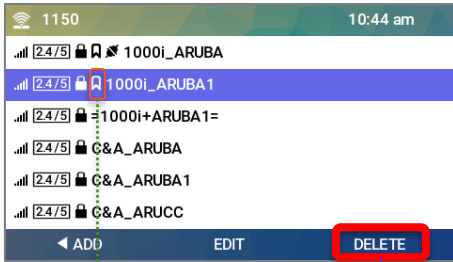 1150 10:44 am
2.4/5 1000i_ARUBA
2.4/5 1000i_ARUBA1
2.4/5 =1000i+ARUBA1=
2.4/5 C&A_ARUBA
2.4/5 C&A_ARUBA1
2.4/5 C&A_ARUCC
ADD EDIT DELETE